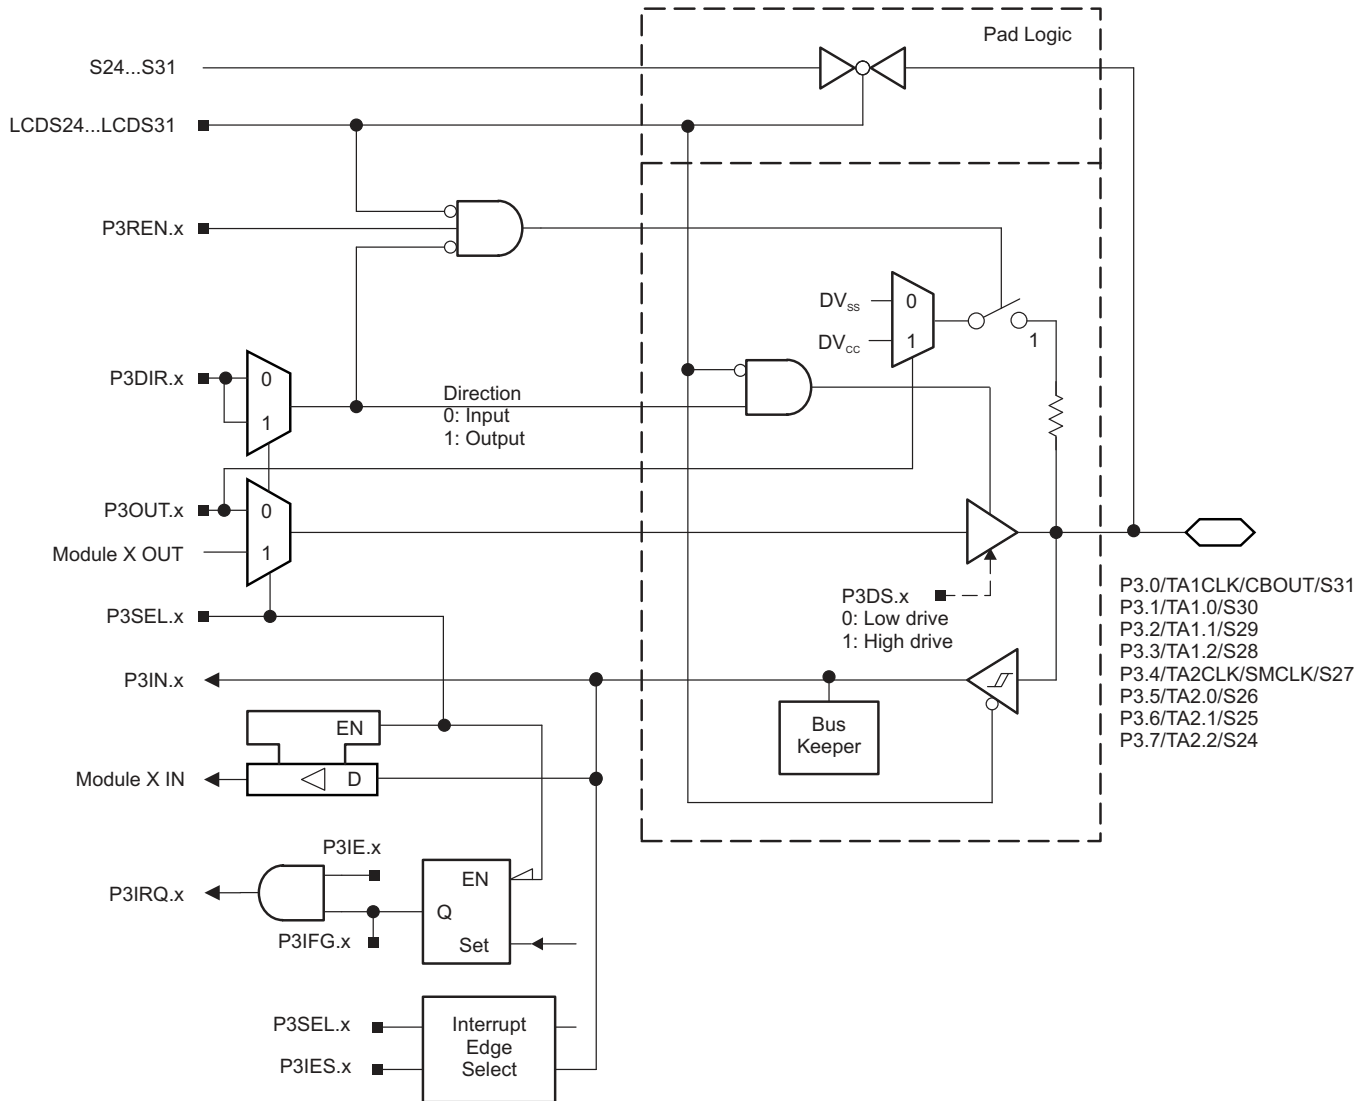 Pad Logic
S24...S31
LCDS24...LCDS31
P3REN.x
DVSS
0
DVCC
1
1
P3DIR.x
0
1
Direction
0: Input
1: Output
P3OUT.x
0
Module X OUT
1
P3DS.x
0: Low drive
1: High drive
P3SEL.x
P3IN.x
Bus
Keeper
P3.0/TA1CLK/CBOUT/S31
P3.1/TA1.0/S30
P3.2/TA1.1/S29
P3.3/TA1.2/S28
P3.4/TA2CLK/SMCLK/S27
P3.5/TA2.0/S26
P3.6/TA2.1/S25
P3.7/TA2.2/S24
EN
Module X IN
D
P3IE.x
P3IRQ.x
EN
Q
P3IFG.x
Set
P3SEL.x
P3IES.x
Interrupt
Edge
Select